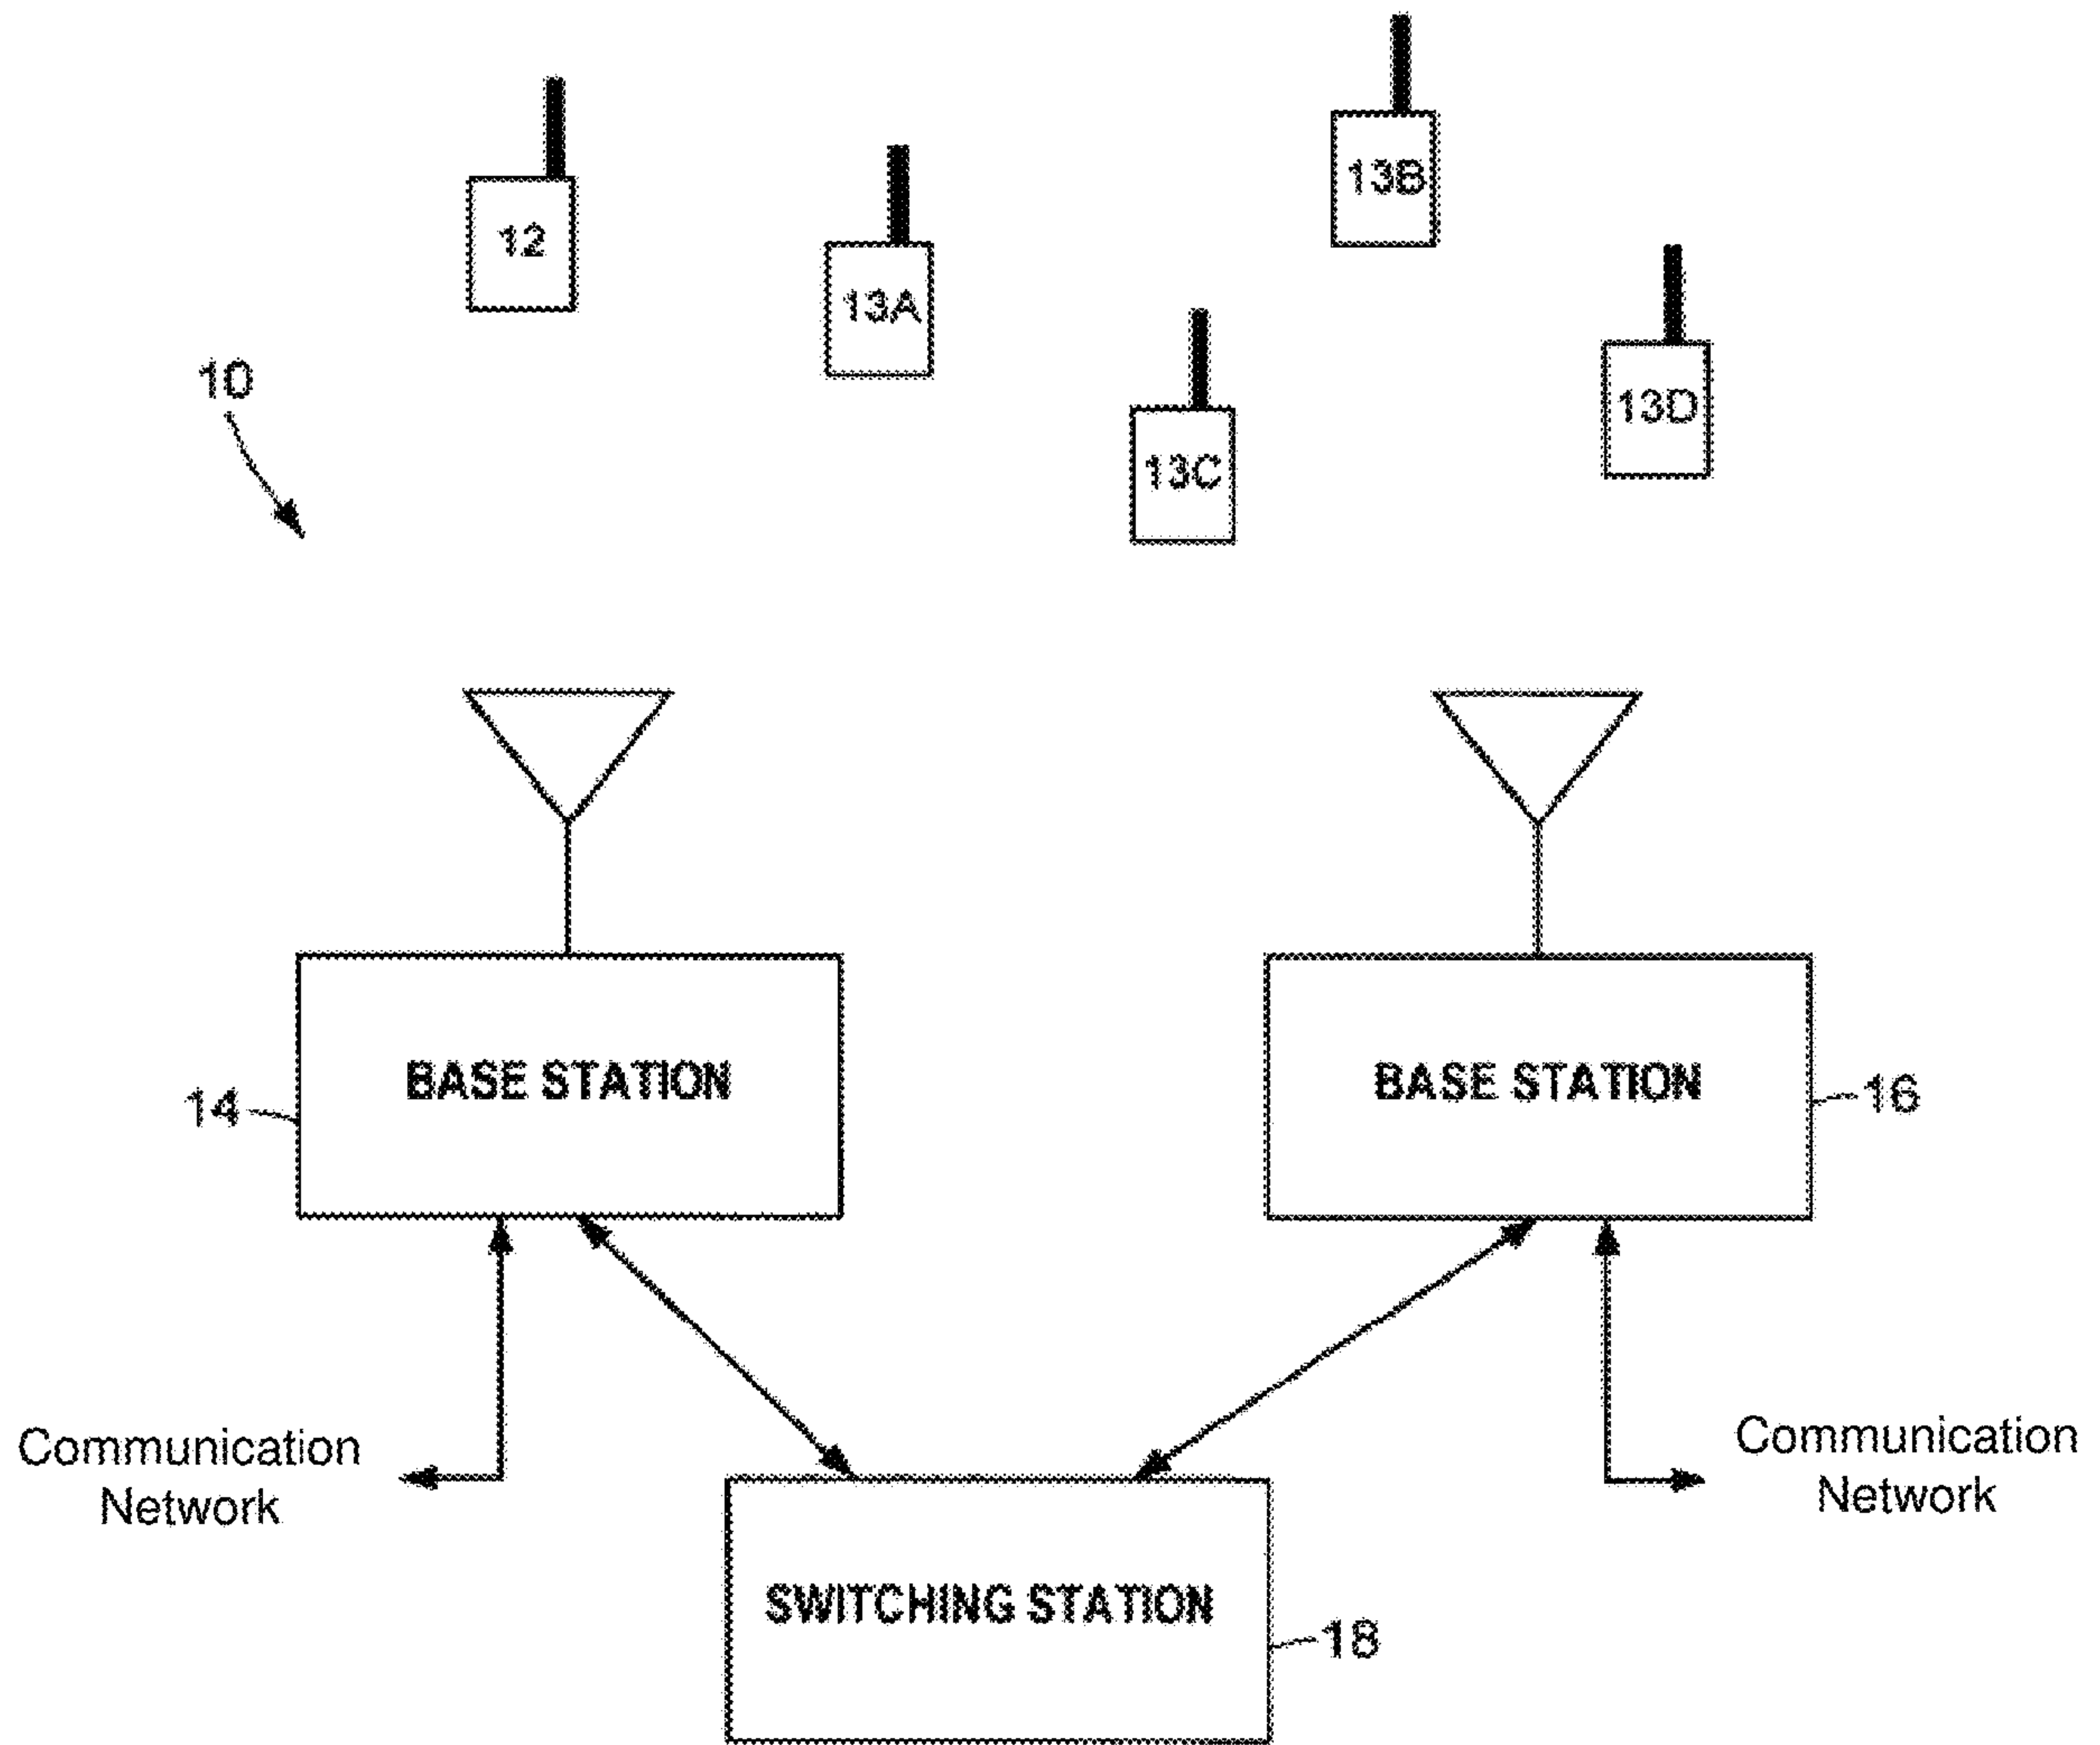 13B
12
13A
13D
10
13C
BASE STATION
BASE STATION
14
16
Communication
Network
Communication
Network
SWITCHING STATION
18